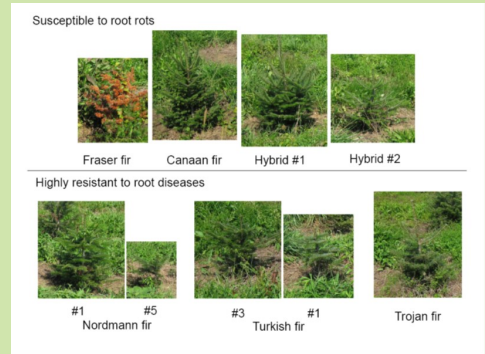 Susceptible to root rots
Fraser fir
Canaan fir
Hybrid #1
Hybrid #2
Highly resistant to root diseases
#1
#5
Nordmann fir
#3
#1
Turkish fir
Trojan fir